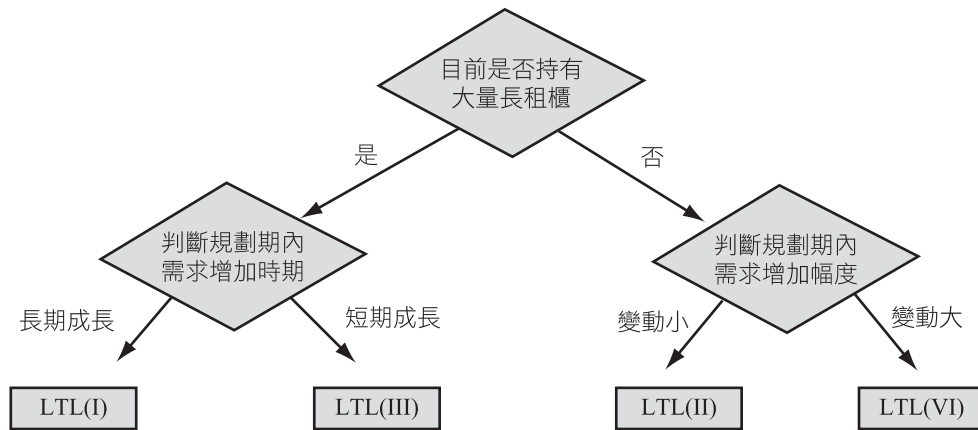 目前是否持有
大量長租櫃
是
否
判斷規劃期內
需求增加時期
判斷規劃期內
需求增加幅度
長期成長
短期成長
變動小
變動大
LTL(I)
LTL(III)
LTL(II)
LTL(VI)